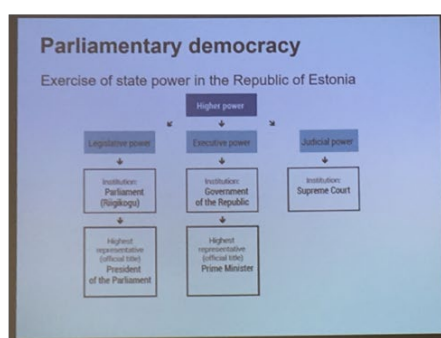 Parliamentary democracy
Exercise of state power in the Republic of Estonia
Higher power
Legislative power
Executive power
Judicial power
Institution:
Parliament
(Riigikogu)
Institution:
Government
of the Republic
Institution:
Supreme Court
Highest
representative
(official title)
President
of the Parliament
Highest
representative
(official title)
Prime Minister